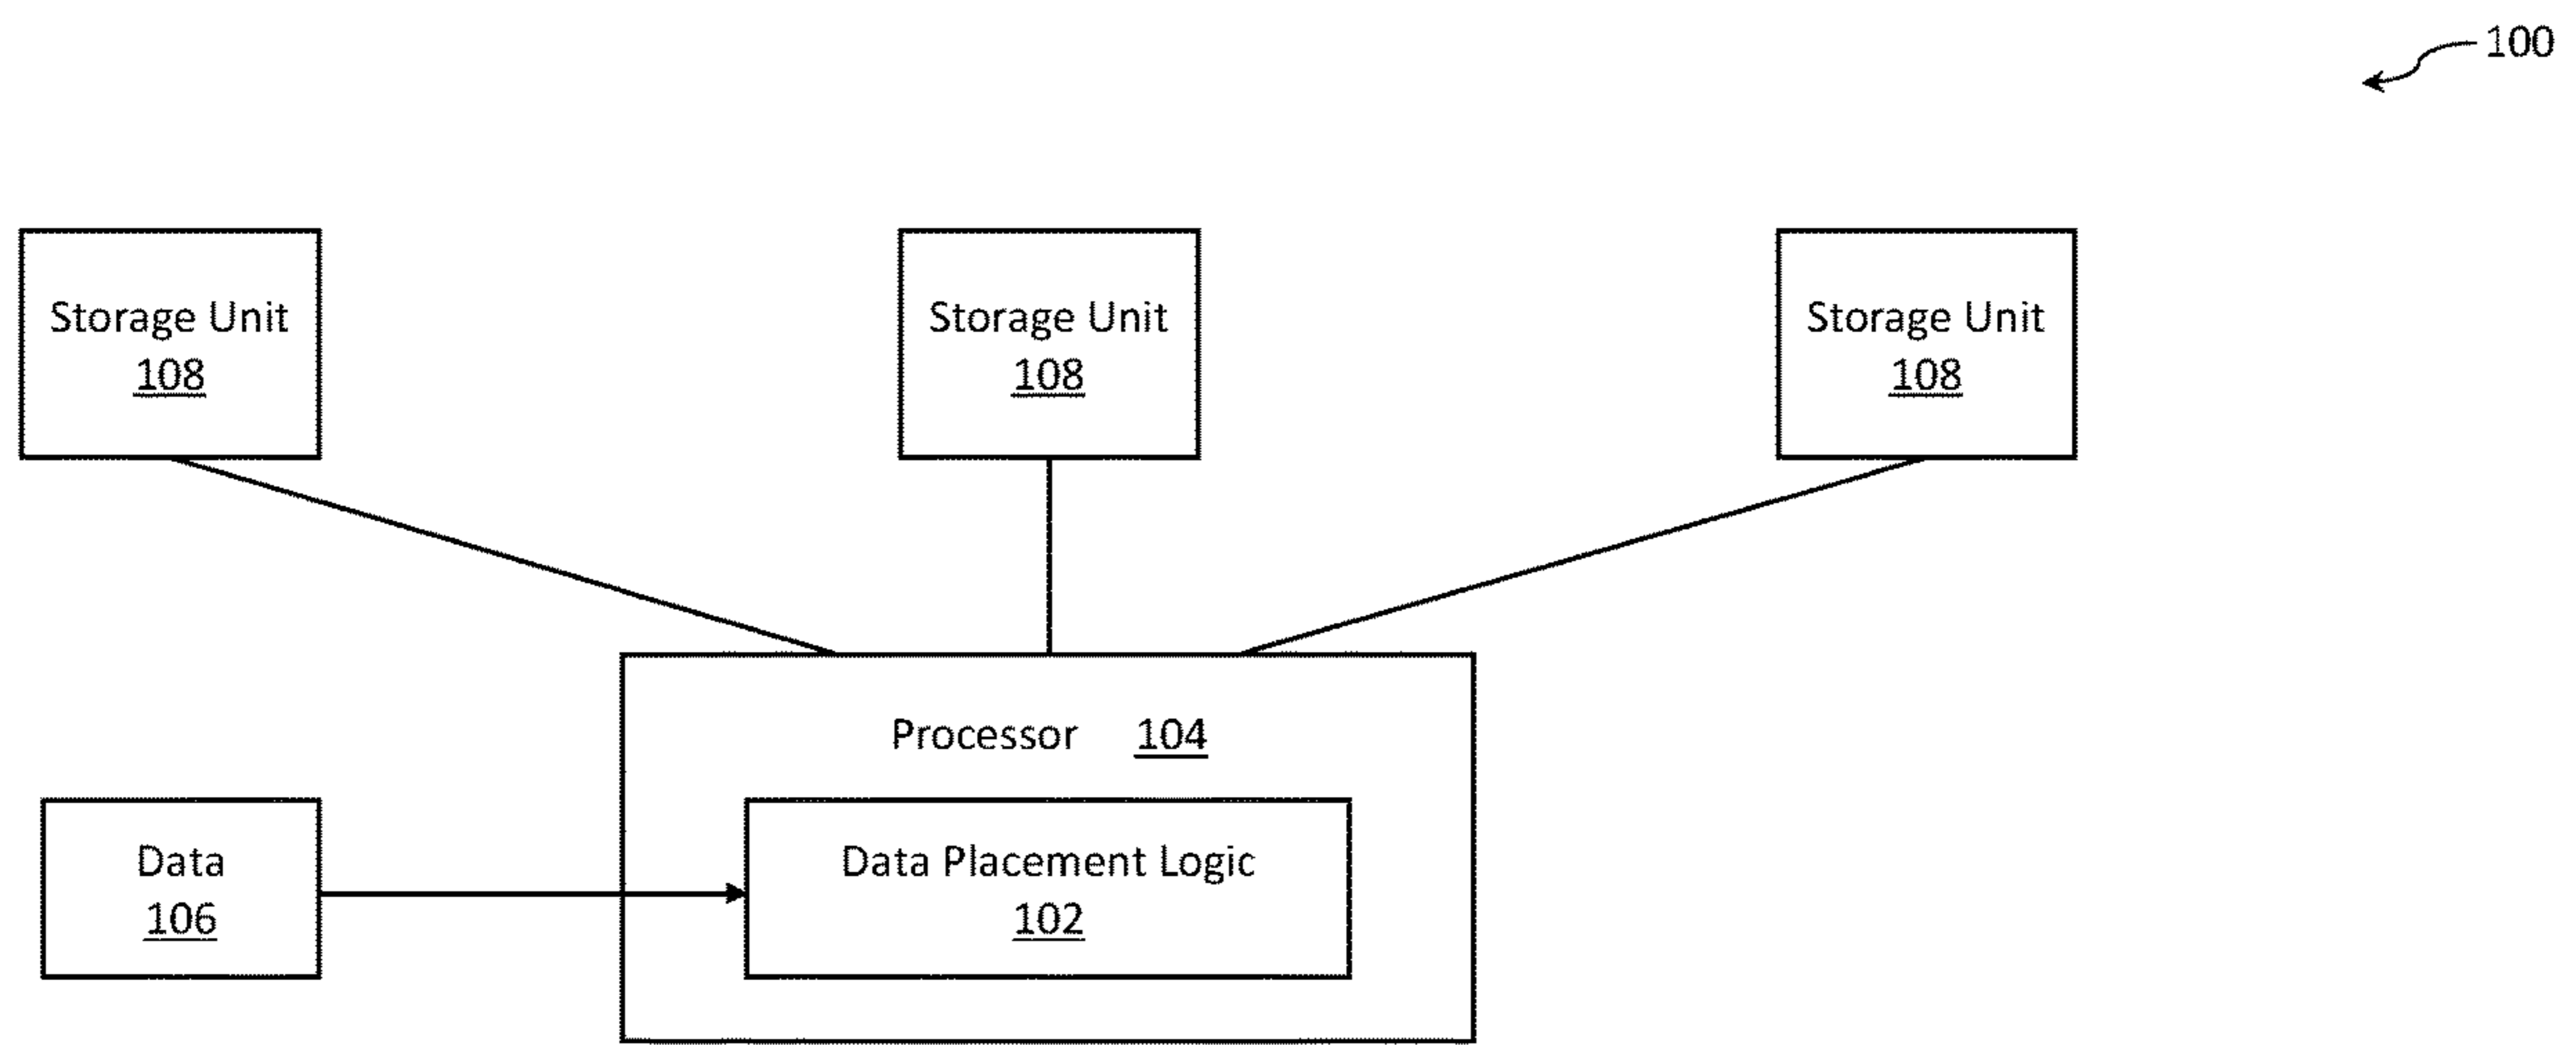 100
Storage Unit
108
Storage Unit
108
Storage Unit
108
Processor 104
Data
106
Data Placement Logic
102